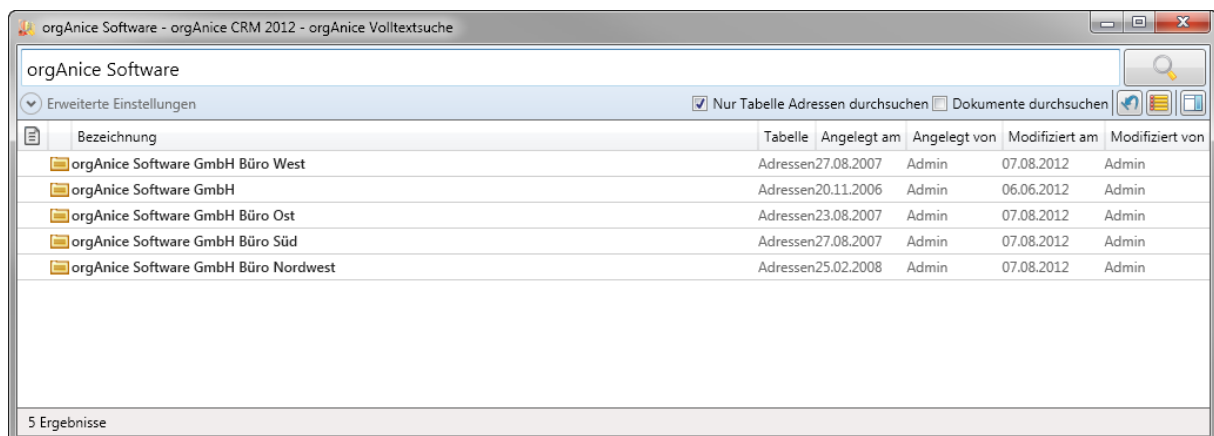 orgAnice Software - orgAnice CRM 2012 - orgAnice Volltextsuche
orgAnice Software
Erweiterte Einstellungen Nur Tabelle Adressen durchsuchen Dokumente durchsuchen
Bezeichnung Tabelle Angelegt am Angelegt von Modifiziert am Modifiziert von
orgAnice Software GmbH Büro West Adressen 27.08.2007 Admin 07.08.2012 Admin
orgAnice Software GmbH Adressen 20.11.2006 Admin 06.06.2012 Admin
orgAnice Software GmbH Büro Ost Adressen 23.08.2007 Admin 07.08.2012 Admin
orgAnice Software GmbH Büro Süd Adressen 27.08.2007 Admin 07.08.2012 Admin
orgAnice Software GmbH Büro Nordwest Adressen 25.02.2008 Admin 07.08.2012 Admin
5 Ergebnisse